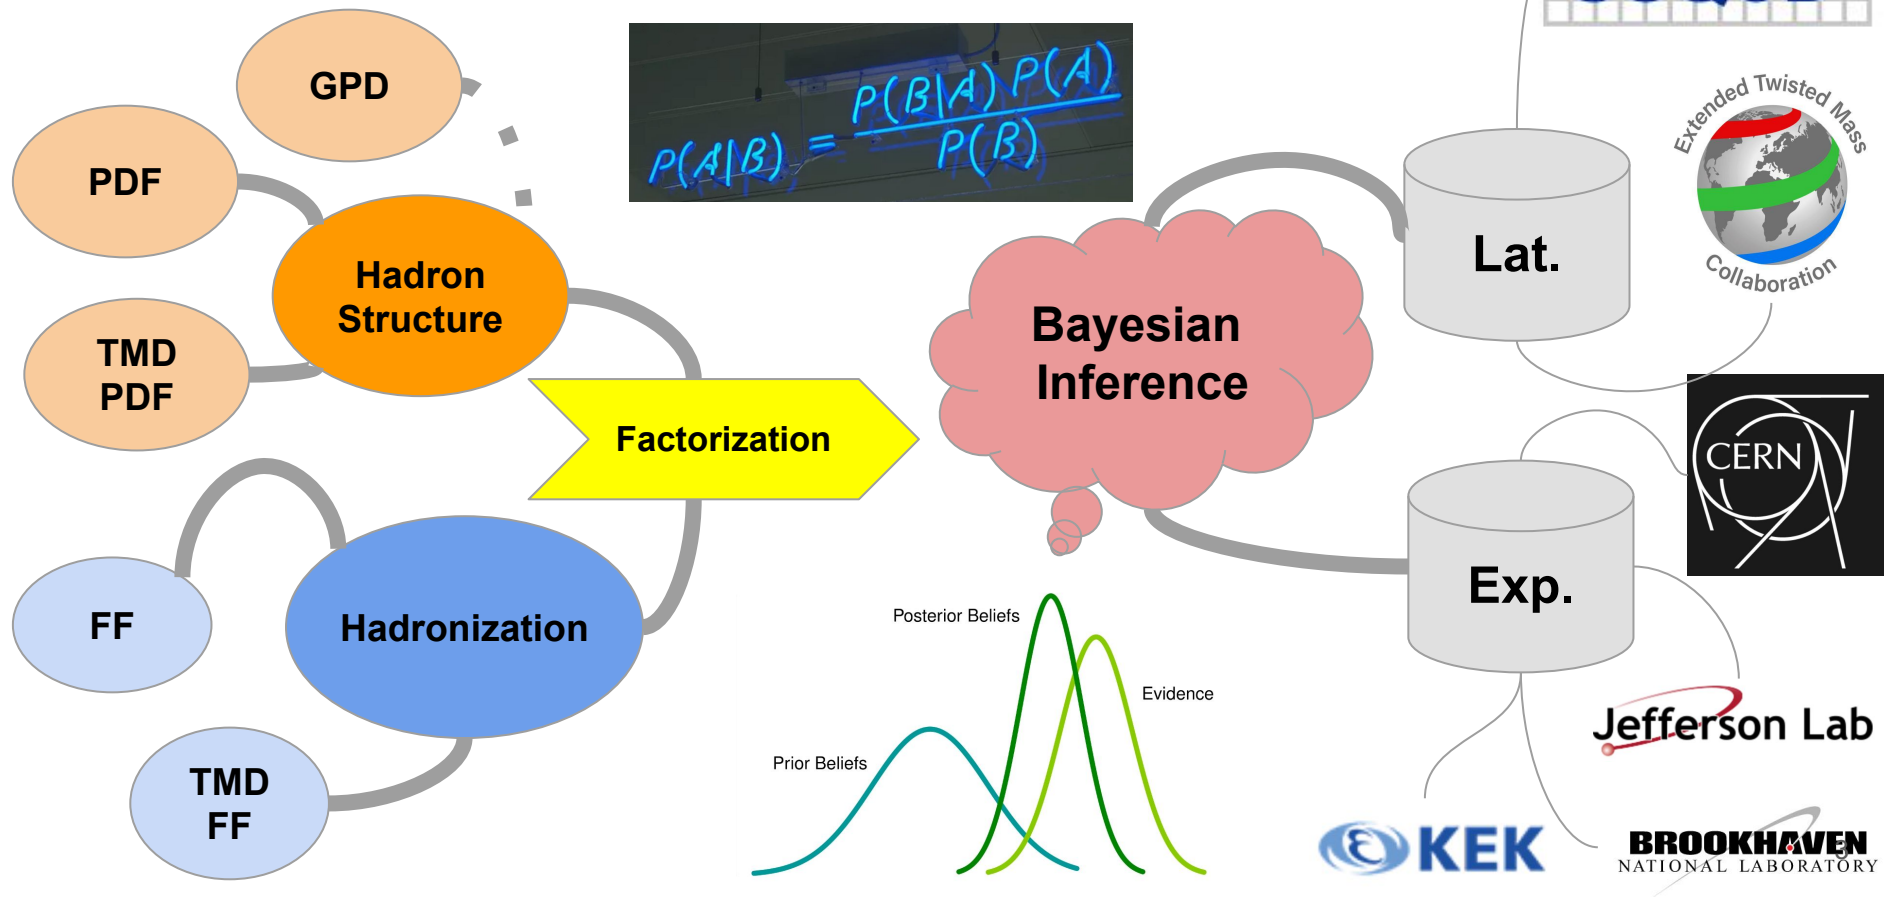 GPD
PDF
Hadron
Structure
TMD
PDF
Factorization
FF
Hadronization
TMD
FF
P(A|B) = P(B|A) P(A)
P(B)
Bayesian
Inference
Posterior Beliefs
Evidence
Prior Beliefs
Lat.
Exp.
Extended Twisted Mass
Collaboration
CERN
Jefferson Lab
KEK
BROOKHAVEN
NATIONAL LABORATORY
3